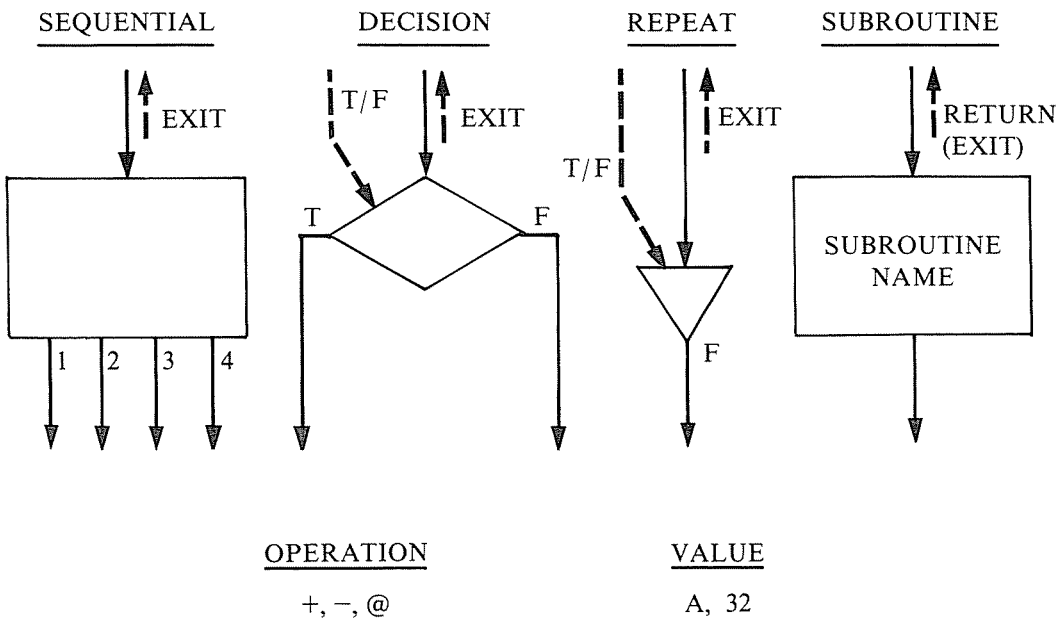 SEQUENTIAL
DECISION
REPEAT
SUBROUTINE
EXIT
T/F
EXIT
T/F
EXIT
RETURN
(EXIT)
T
F
SUBROUTINE
NAME
1
2
3
4
F
OPERATION
VALUE
+, −, @
A, 32